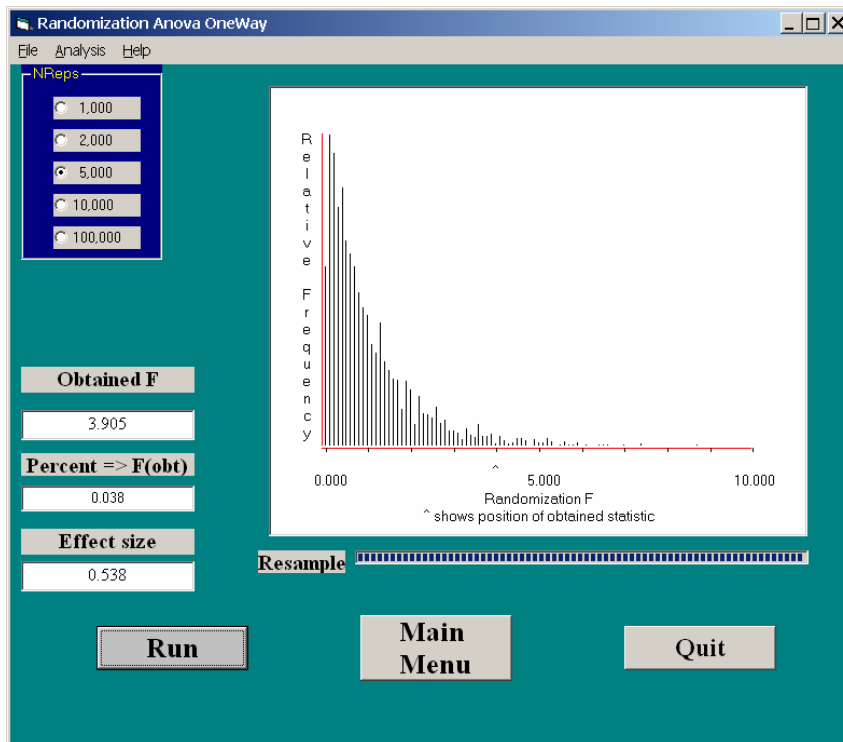 Randomization Anova OneWay
File Analysis Help
NReps
1,000
2,000
5,000
10,000
100,000
Obtained F
3.905
Percent => F(obt)
0.038
Effect size
0.538
Relative Frequency
0.000 5.000 10.000
Randomization F
^ shows position of obtained statistic
Resample
Run
Main
Menu
Quit